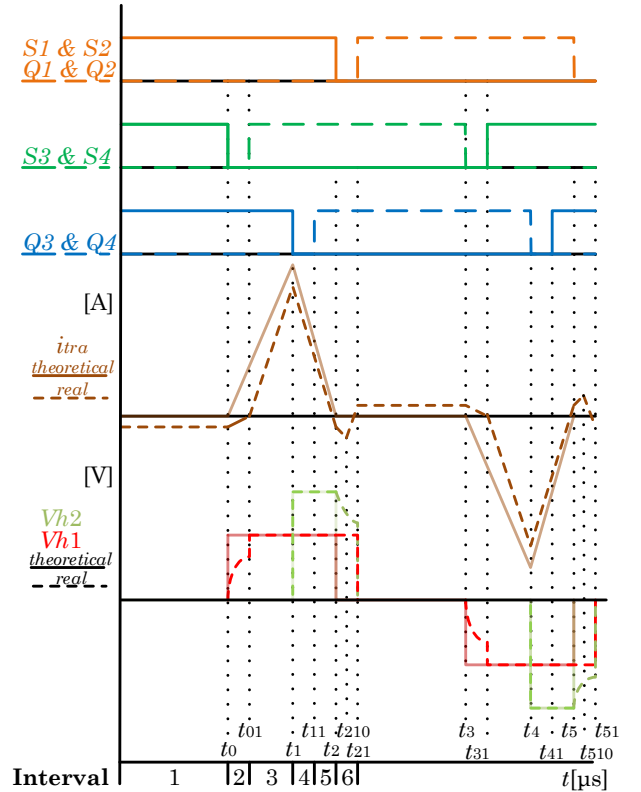 S1 & S2
Q1 & Q2
S3 & S4
Q3 & Q4
[A]
itra
theoretical
real
[V]
Vh2
Vh1
theoretical
real
t01 t11 t210 t3 t4 t5 t51
t0 t1 t2 t21 t31 t41 t510
Interval 1 2 3 4 5 6 t[µs]